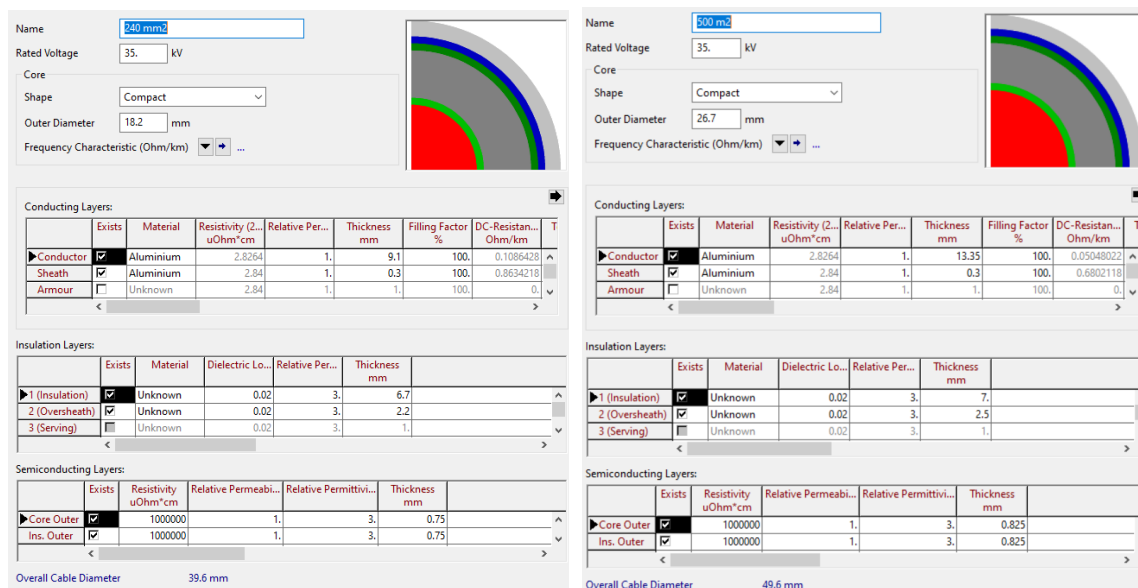 Name 240 mm2
Rated Voltage 35. kV
Core
Shape Compact
Outer Diameter 18.2 mm
Frequency Characteristic (Ohm/km) ...
Conducting Layers:
Exists Material Resistivity (2... Relative Per... Thickness Filling Factor DC-Resistan... T
uOhm*cm mm % Ohm/km
Conductor Aluminium 2.8264 1. 9.1 100. 0.1086428
Sheath Aluminium 2.84 1. 0.3 100. 0.8634218
Armour Unknown 2.84 1. 1. 100. 0.
Insulation Layers:
Exists Material Dielectric Lo... Relative Per... Thickness
mm
1 (Insulation) Unknown 0.02 3. 6.7
2 (Oversheath) Unknown 0.02 3. 2.2
3 (Serving) Unknown 0.02 3. 1.
Semiconducting Layers:
Exists Resistivity Relative Permeabi... Relative Permittivi... Thickness
uOhm*cm mm
Core Outer 1000000 1. 3. 0.75
Ins. Outer 1000000 1. 3. 0.75
Overall Cable Diameter 39.6 mm
Name 500 m2
Rated Voltage 35. kV
Core
Shape Compact
Outer Diameter 26.7 mm
Frequency Characteristic (Ohm/km) ...
Conducting Layers:
Exists Material Resistivity (2... Relative Per... Thickness Filling Factor DC-Resistan... T
uOhm*cm mm % Ohm/km
Conductor Aluminium 2.8264 1. 13.35 100. 0.05048022
Sheath Aluminium 2.84 1. 0.3 100. 0.6802118
Armour Unknown 2.84 1. 1. 100. 0.
Insulation Layers:
Exists Material Dielectric Lo... Relative Per... Thickness
mm
1 (Insulation) Unknown 0.02 3. 7.
2 (Oversheath) Unknown 0.02 3. 2.5
3 (Serving) Unknown 0.02 3. 1.
Semiconducting Layers:
Exists Resistivity Relative Permeabi... Relative Permittivi... Thickness
uOhm*cm mm
Core Outer 1000000 1. 3. 0.825
Ins. Outer 1000000 1. 3. 0.825
Overall Cable Diameter 49.6 mm